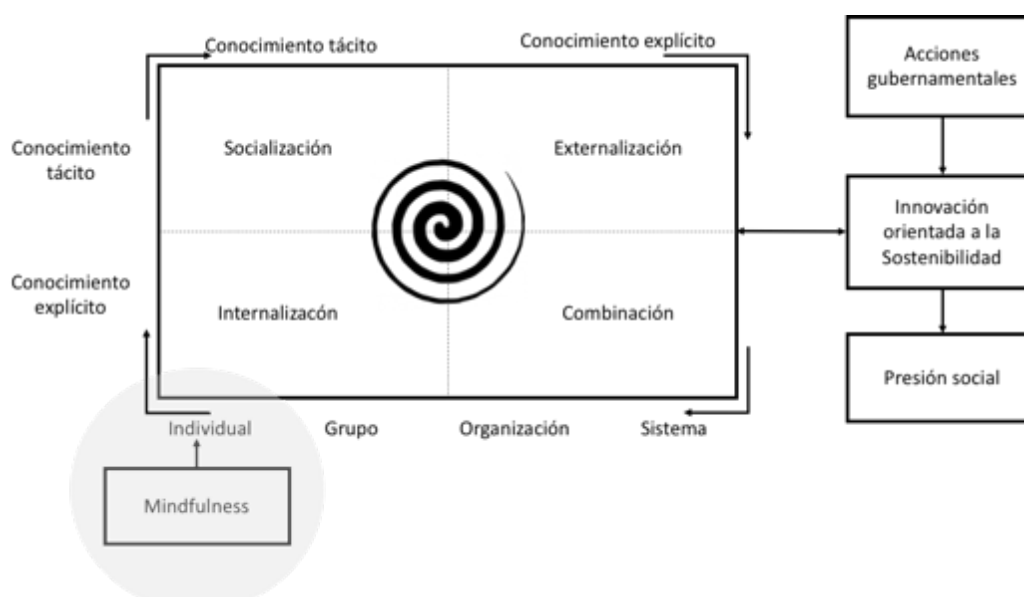 Conocimiento tácito
Conocimiento explícito
Acciones
gubernamentales
Conocimiento
tácito
Socialización
Externalización
Innovación
orientada a la
Sostenibilidad
Conocimiento
explícito
Internalizacón
Combinación
Presión social
Individual
Grupo
Organización
Sistema
Mindfulness